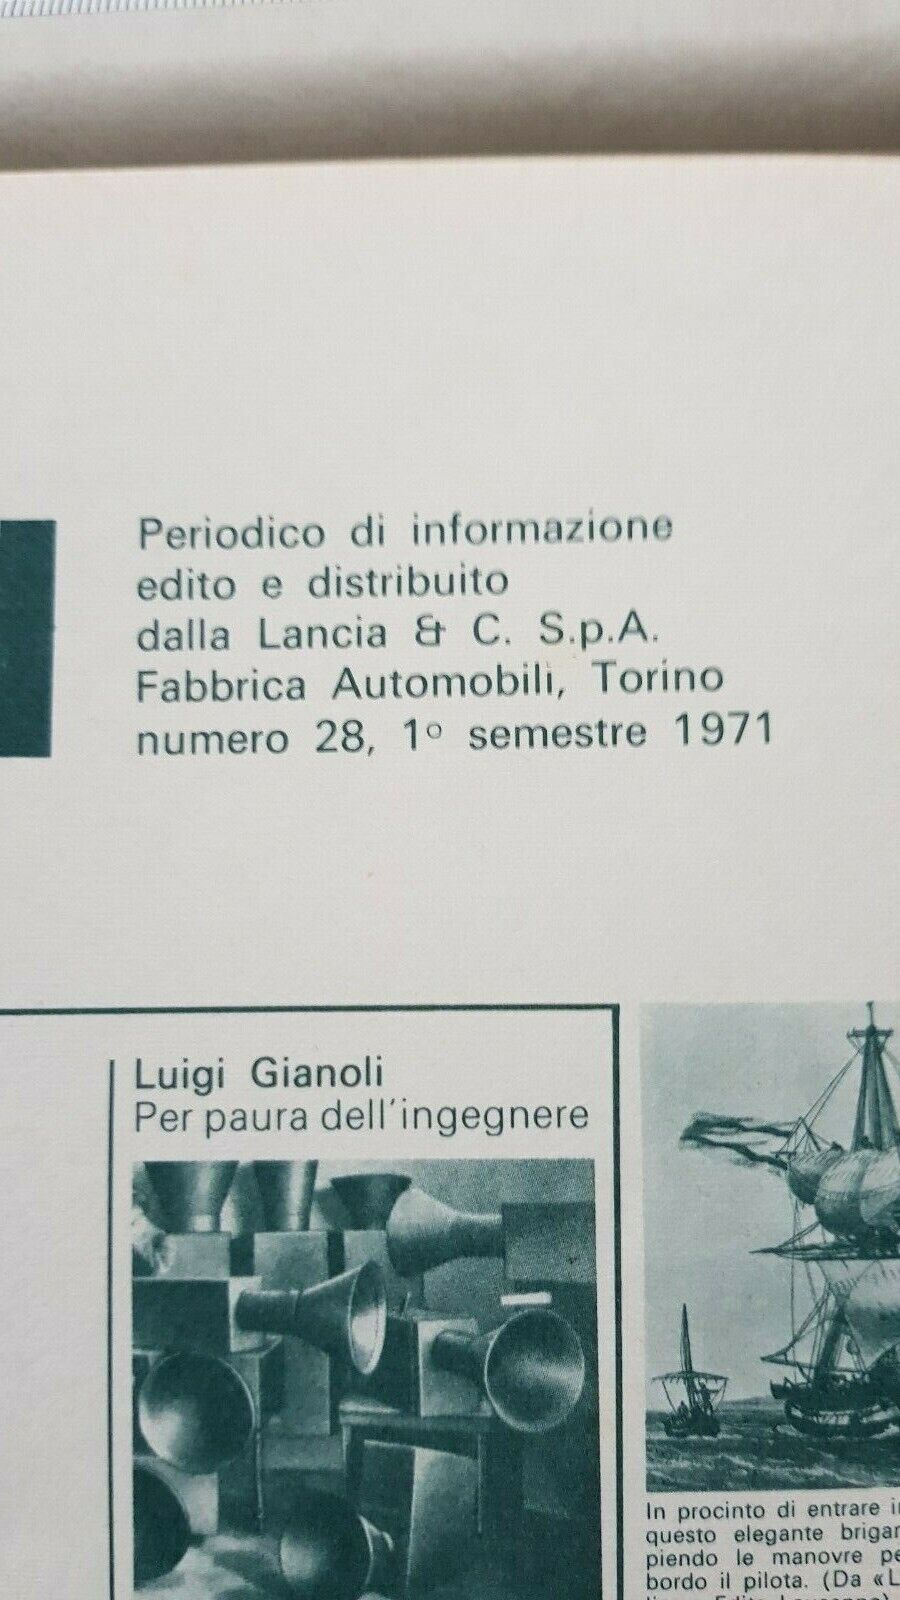 Periodico di informazione
edito e distribuito
dalla Lancia & C. S.p.A.
Fabbrica Automobili, Torino
numero 28, 1° semestre 1971
Luigi Gianoli
Per paura dell'ingegnere
In procinto di entrare
questo elegante
piendo le manovre
bordo il pilota. (Da «L